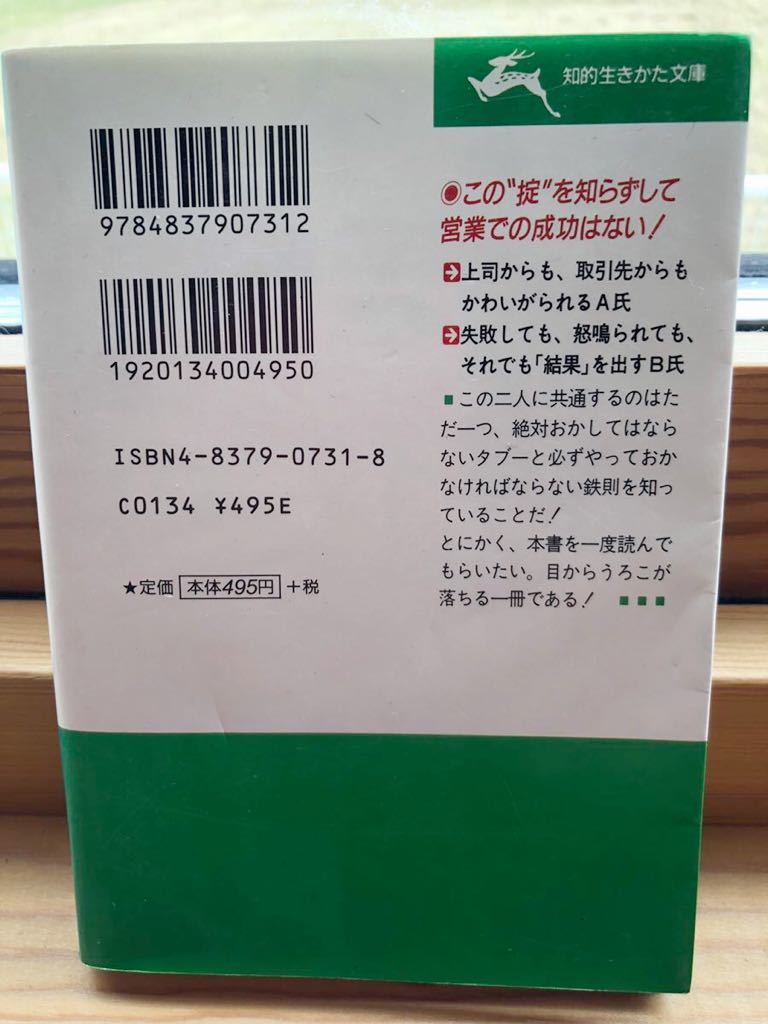 知的生きかた文庫
9784837907312
1920134004950
ISBN4-8379-0731-8
C0134 ¥495E
★定価 本体495円 +税
◉この"掟"を知らずして
営業での成功はない!
➔上司からも、取引先からも
かわいがられるA氏
➔失敗しても、怒鳴られても、
それでも「結果」を出すB氏
■この二人に共通するのはた
だ一つ、絶対おかしてはなら
ないタブーと必ずやっておか
なければならない鉄則を知っ
ていることだ!
とにかく、本書を一度読んで
もらいたい。目からうろこが
落ちる一冊である! ■■■